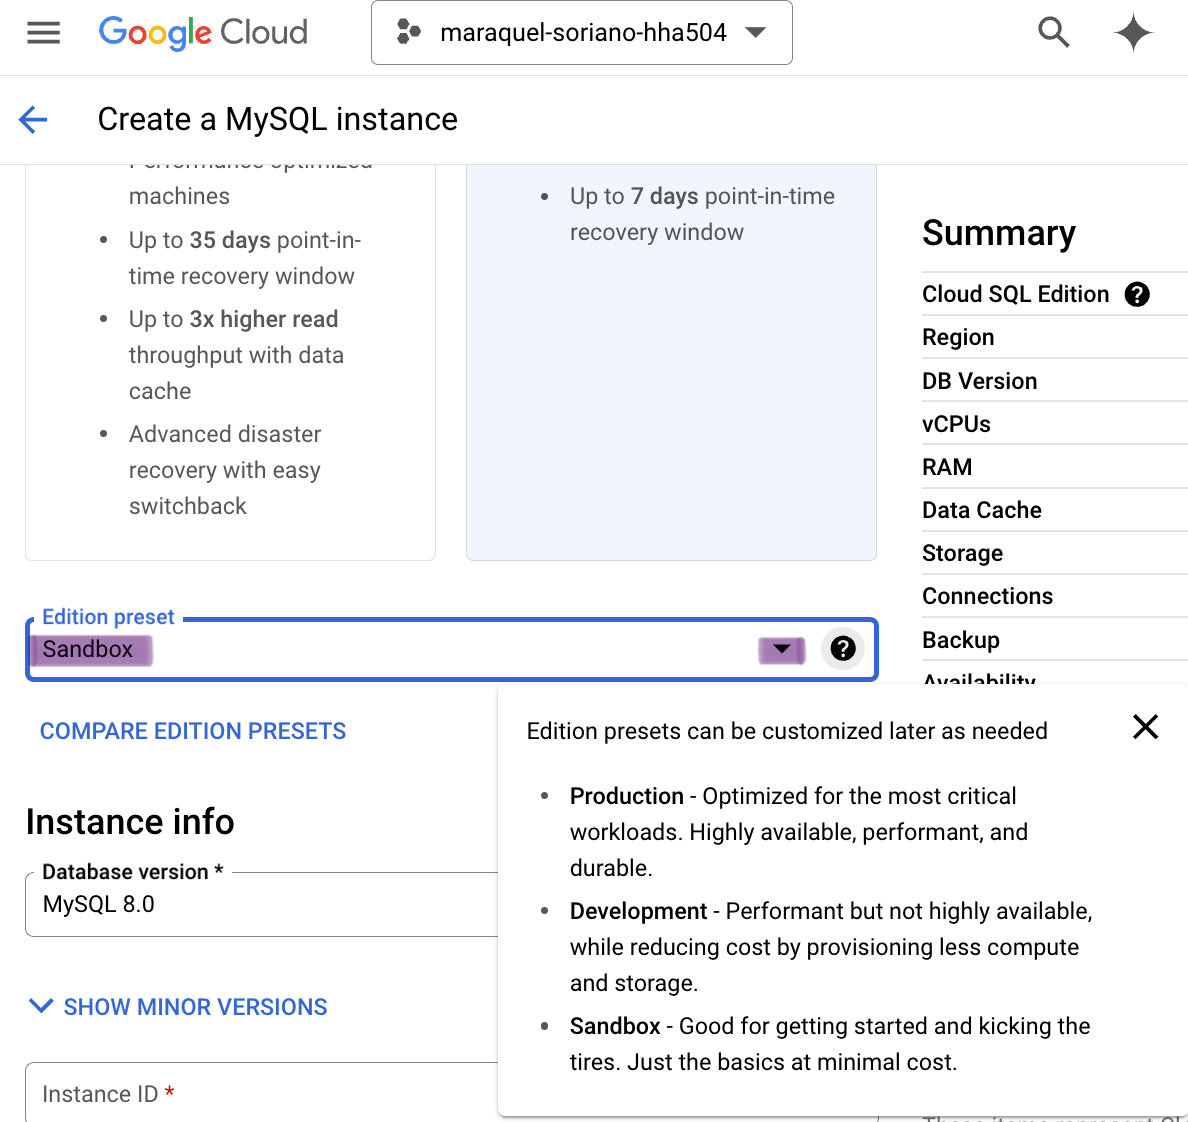 Google Cloud
maraquel-soriano-hha504
Create a MySQL instance
Performance optimized
machines
Up to 35 days point-in-
time recovery window
Up to 3x higher read
throughput with data
cache
Advanced disaster
recovery with easy
switchback
Up to 7 days point-in-time
recovery window
Summary
Cloud SQL Edition
Region
DB Version
vCPUs
RAM
Data Cache
Storage
Connections
Backup
Availability
Edition preset
Sandbox
COMPARE EDITION PRESETS
Edition presets can be customized later as needed
Production - Optimized for the most critical
workloads. Highly available, performant, and
durable.
Development - Performant but not highly available,
while reducing cost by provisioning less compute
and storage.
Sandbox - Good for getting started and kicking the
tires. Just the basics at minimal cost.
Instance info
Database version *
MySQL 8.0
SHOW MINOR VERSIONS
Instance ID *